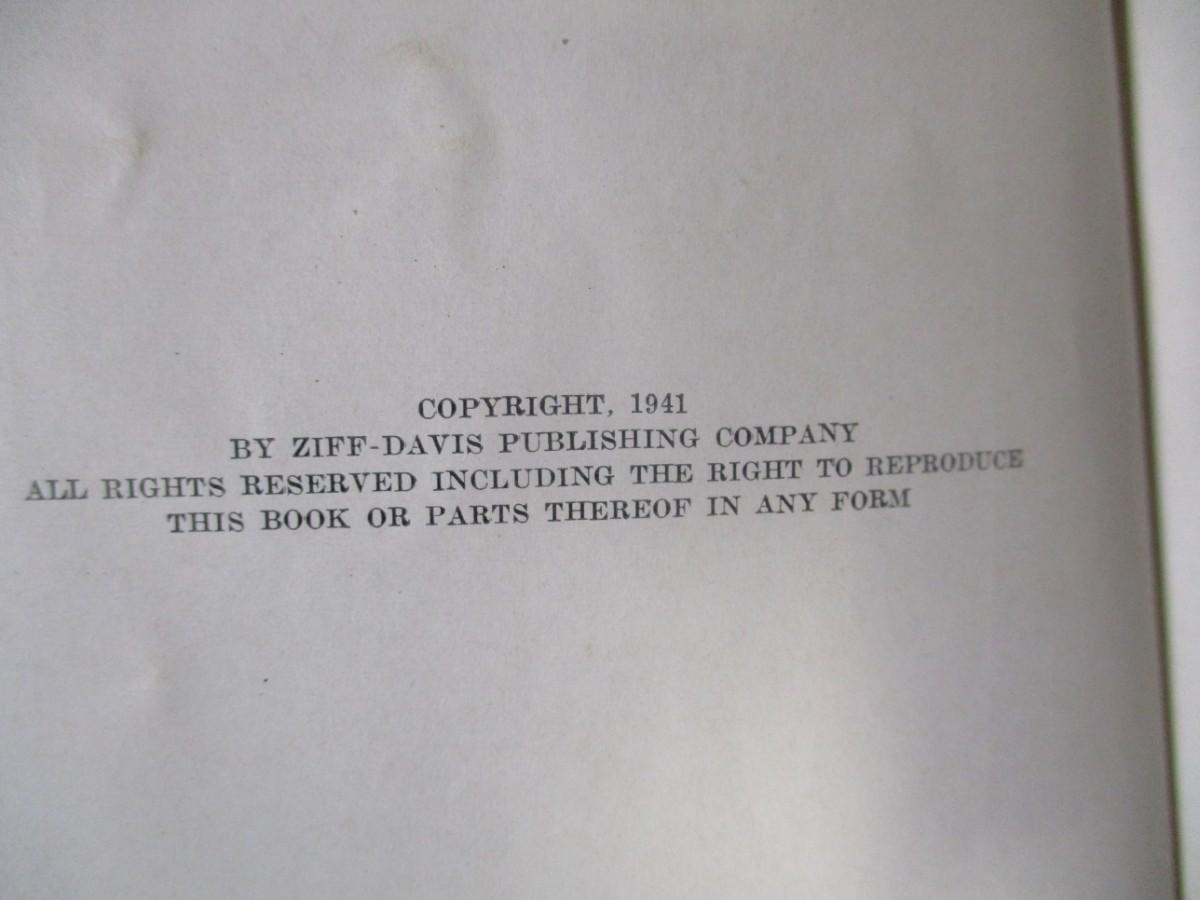 COPYRIGHT, 1941
BY ZIFF-DAVIS PUBLISHING COMPANY
ALL RIGHTS RESERVED INCLUDING THE RIGHT TO REPRODUCE
THIS BOOK OR PARTS THEREOF IN ANY FORM